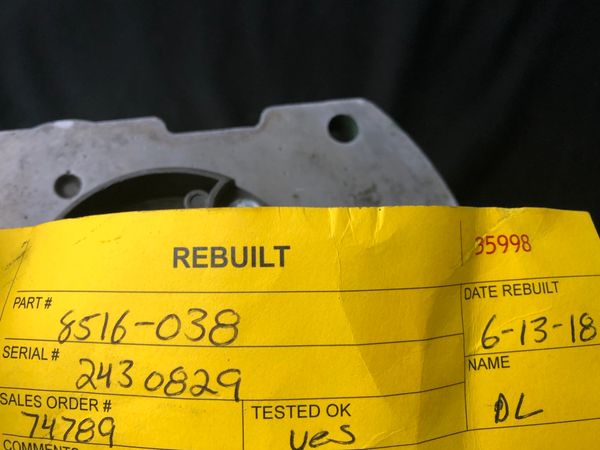 REBUILT 35998
PART # 8516-038
DATE REBUILT 6-13-18
SERIAL # 2430829
NAME DL
SALES ORDER # 74789
TESTED OK yes
COMMENTS